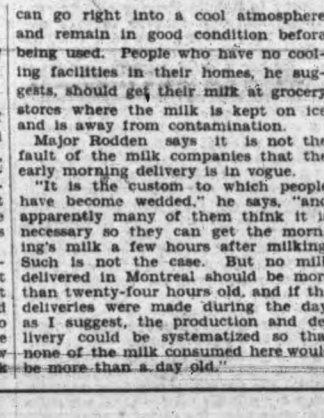 can go right into a cool atmosphere
and remain in good condition before
being used. People who have no cool-
ing facilities in their homes, he sug-
gests, should get their milk at grocery
stores where the milk is kept on ice
and is away from contamination.
Major Rodden says it is not the
fault of the milk companies that the
early morning delivery is in vogue.
"It is the custom to which people
have become wedded," he says, "and
apparently many of them think it i
necessary so they can get the morn
ing's milk a few hours after milking
Such is not the case. But no mil
delivered in Montreal should be mor
than twenty-four hours old, and if th
deliveries were made during the day
as I suggest, the production and de
livery could be systematized so tha
none of the milk consumed here woul
be more than a day old."